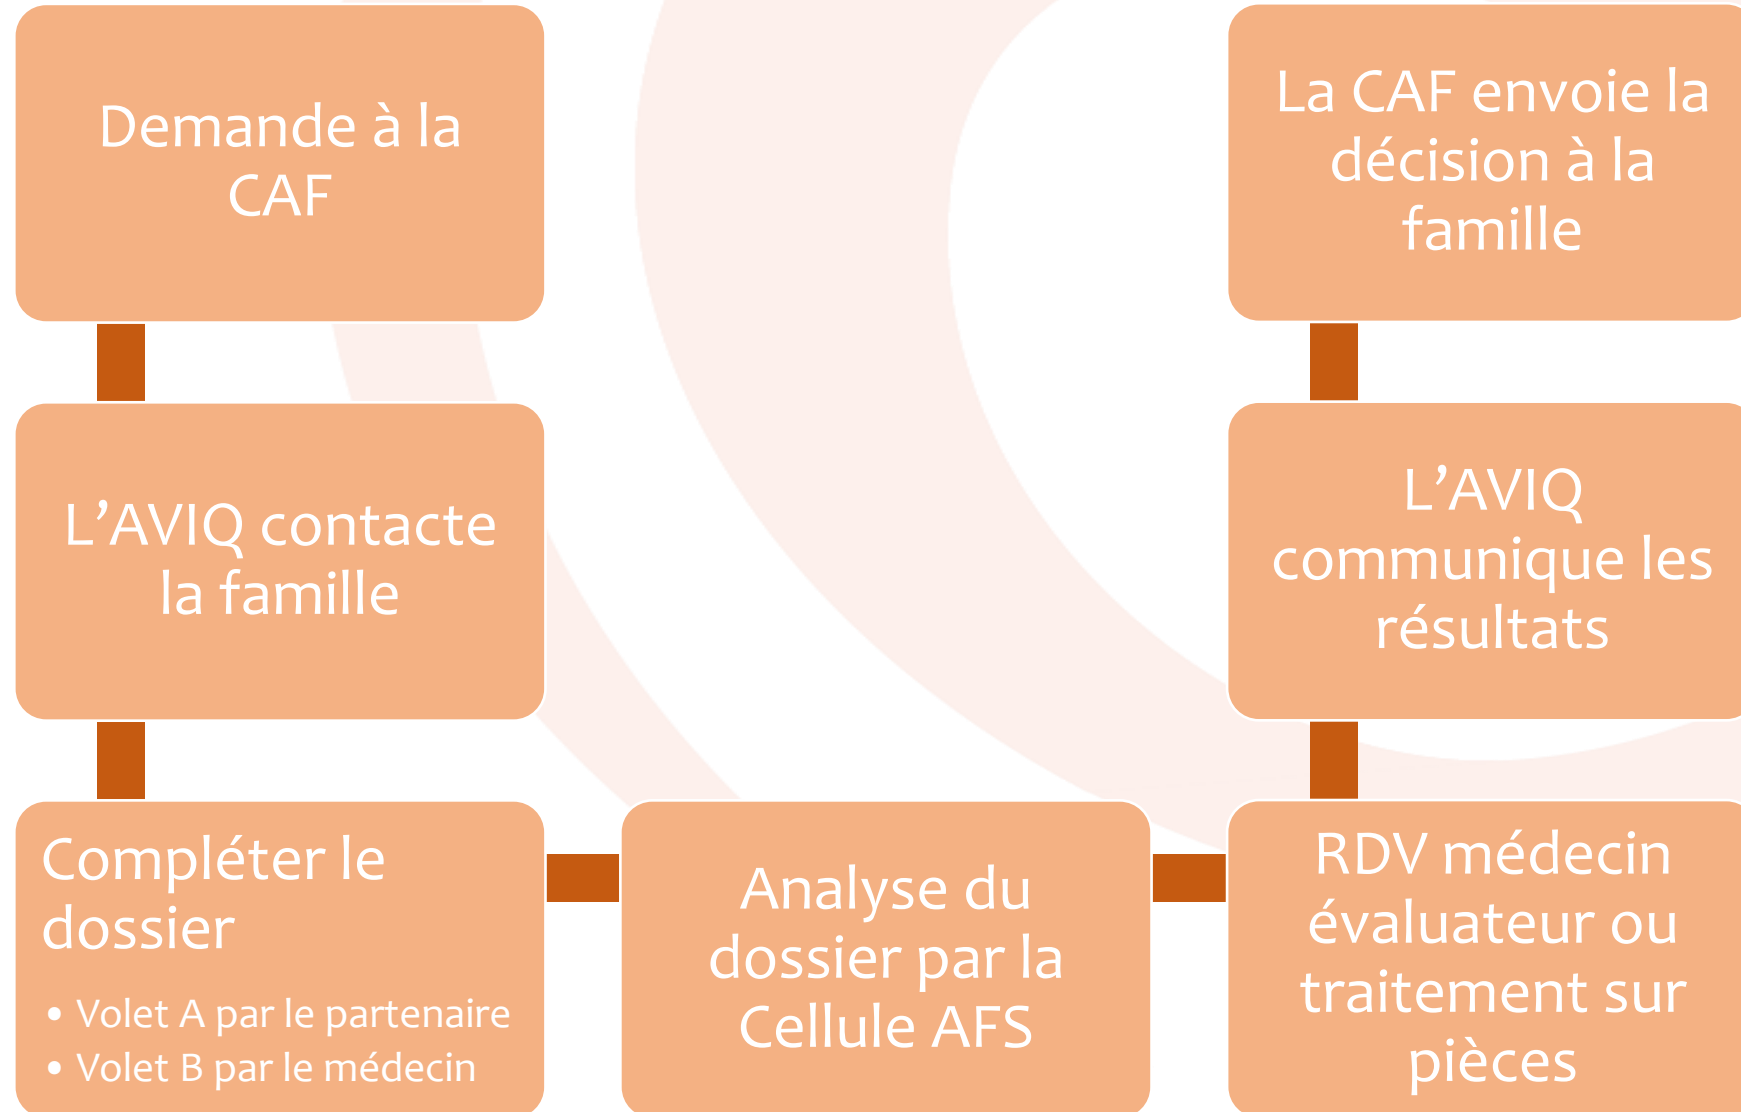 Demande à la
CAF
L’AVIQ contacte
la famille
Compléter le
dossier
• Volet A par le partenaire
• Volet B par le médecin
Analyse du
dossier par la
Cellule AFS
RDV médecin
évaluateur ou
traitement sur
pièces
L’AVIQ
communique les
résultats
La CAF envoie la
décision à la
famille